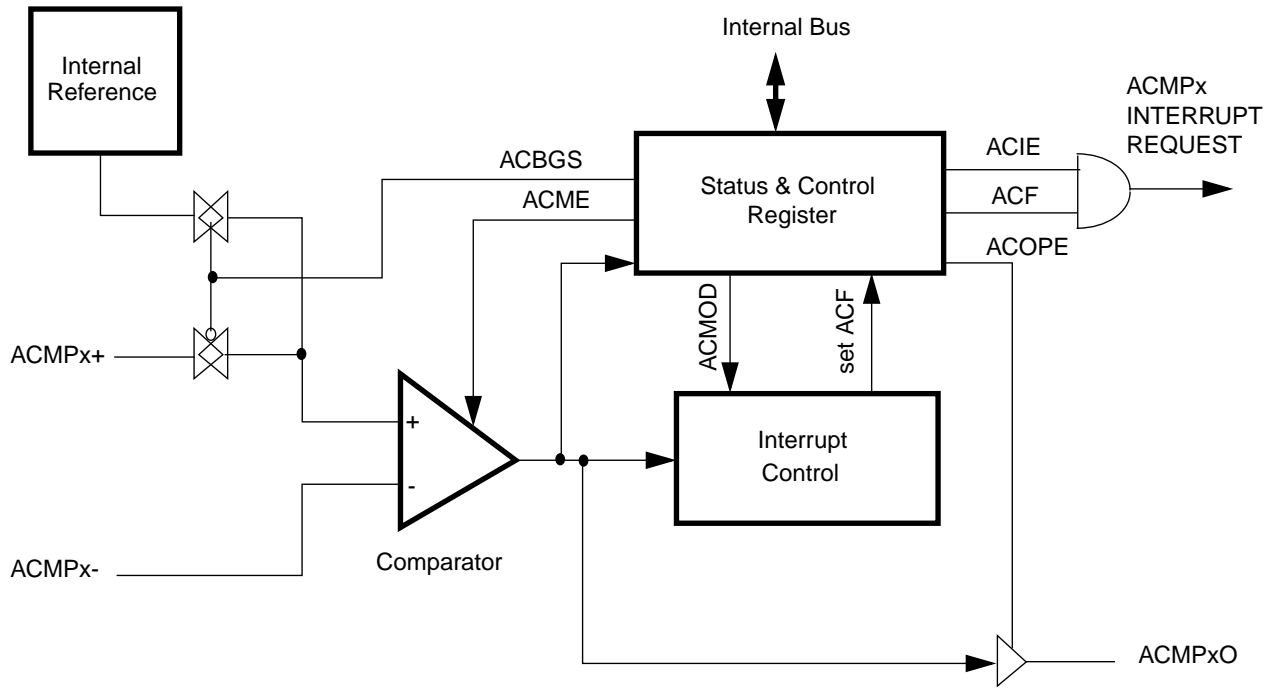 Internal Bus
Internal
Reference
ACMPx
INTERRUPT
REQUEST
ACBGS
ACME
Status & Control
Register
ACIE
ACF
ACOPE
ACMOD
set ACF
ACMPx+
+
-
Interrupt
Control
Comparator
ACMPx-
ACMPxO